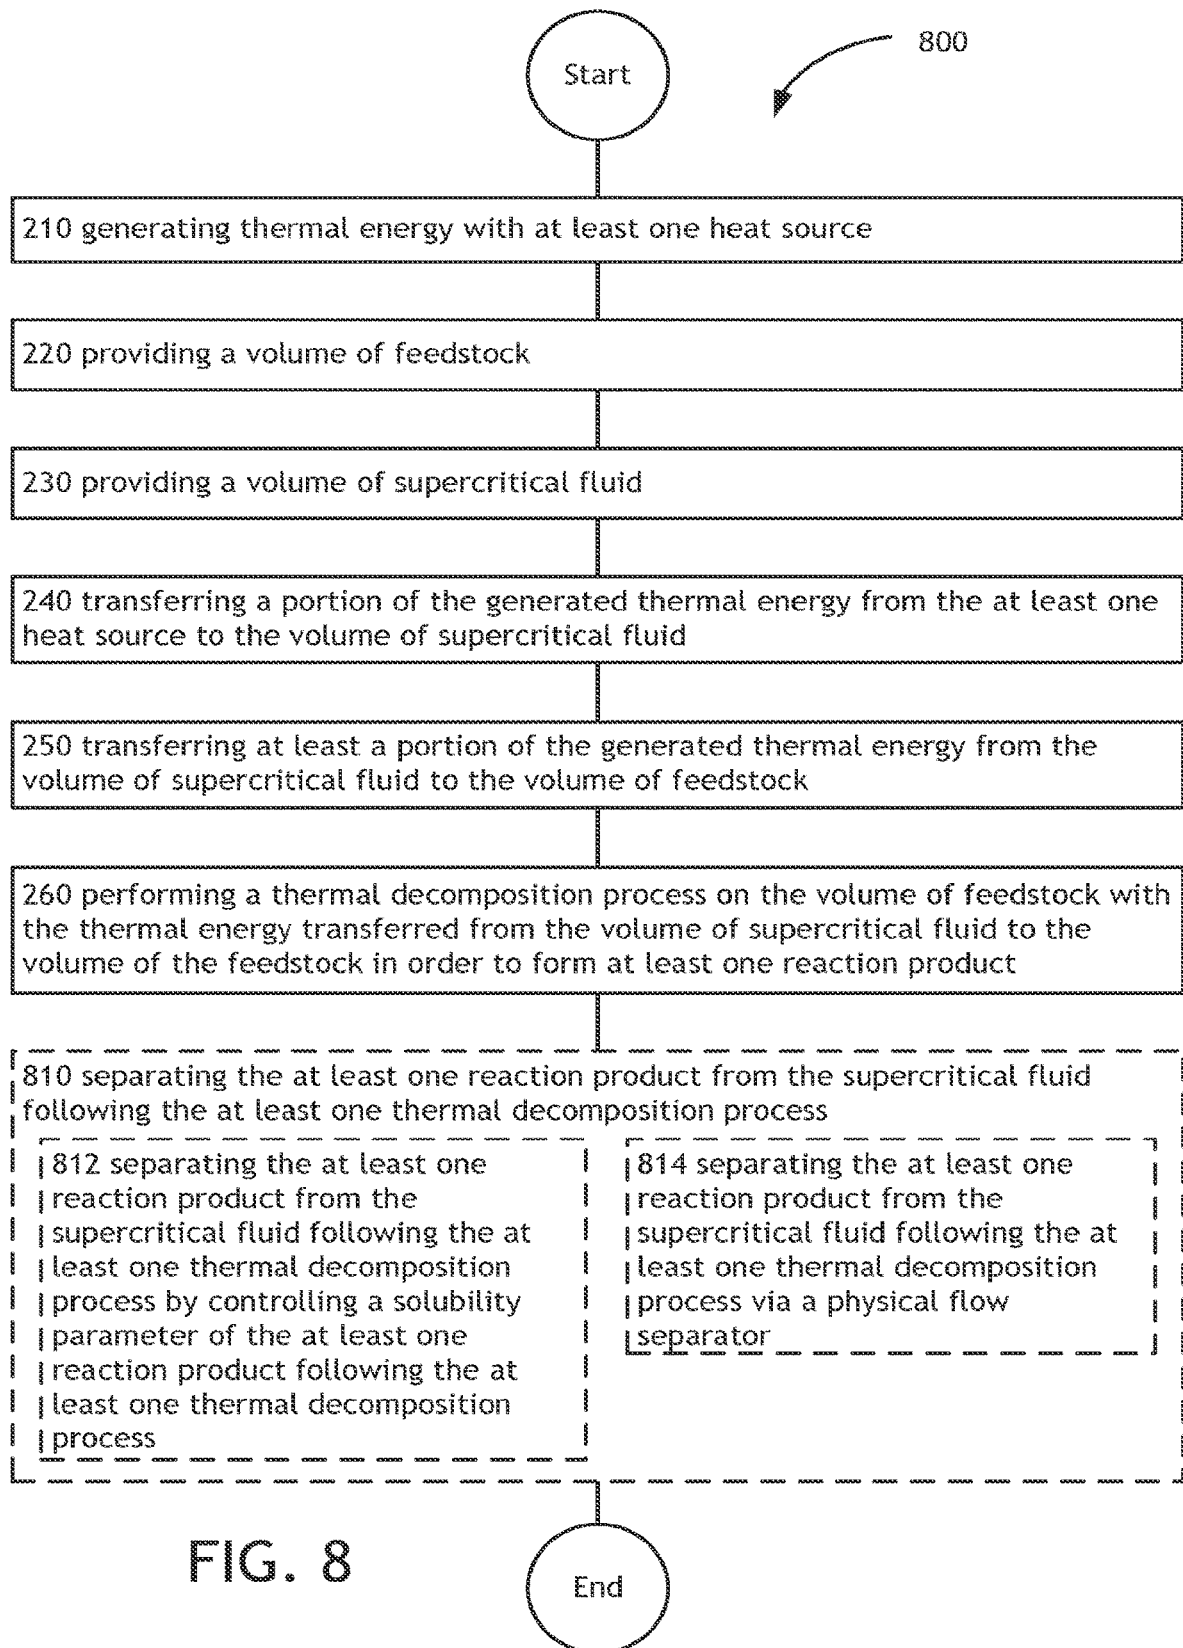 800
Start
210 generating thermal energy with at least one heat source
220 providing a volume of feedstock
230 providing a volume of supercritical fluid
240 transferring a portion of the generated thermal energy from the at least one
heat source to the volume of supercritical fluid
250 transferring at least a portion of the generated thermal energy from the
volume of supercritical fluid to the volume of feedstock
260 performing a thermal decomposition process on the volume of feedstock with
the thermal energy transferred from the volume of supercritical fluid to the
volume of the feedstock in order to form at least one reaction product
810 separating the at least one reaction product from the supercritical fluid
following the at least one thermal decomposition process
812 separating the at least one
reaction product from the
supercritical fluid following the at
least one thermal decomposition
process by controlling a solubility
parameter of the at least one
reaction product following the at
least one thermal decomposition
process
814 separating the at least one
reaction product from the
supercritical fluid following the at
least one thermal decomposition
process via a physical flow
separator
FIG. 8
End